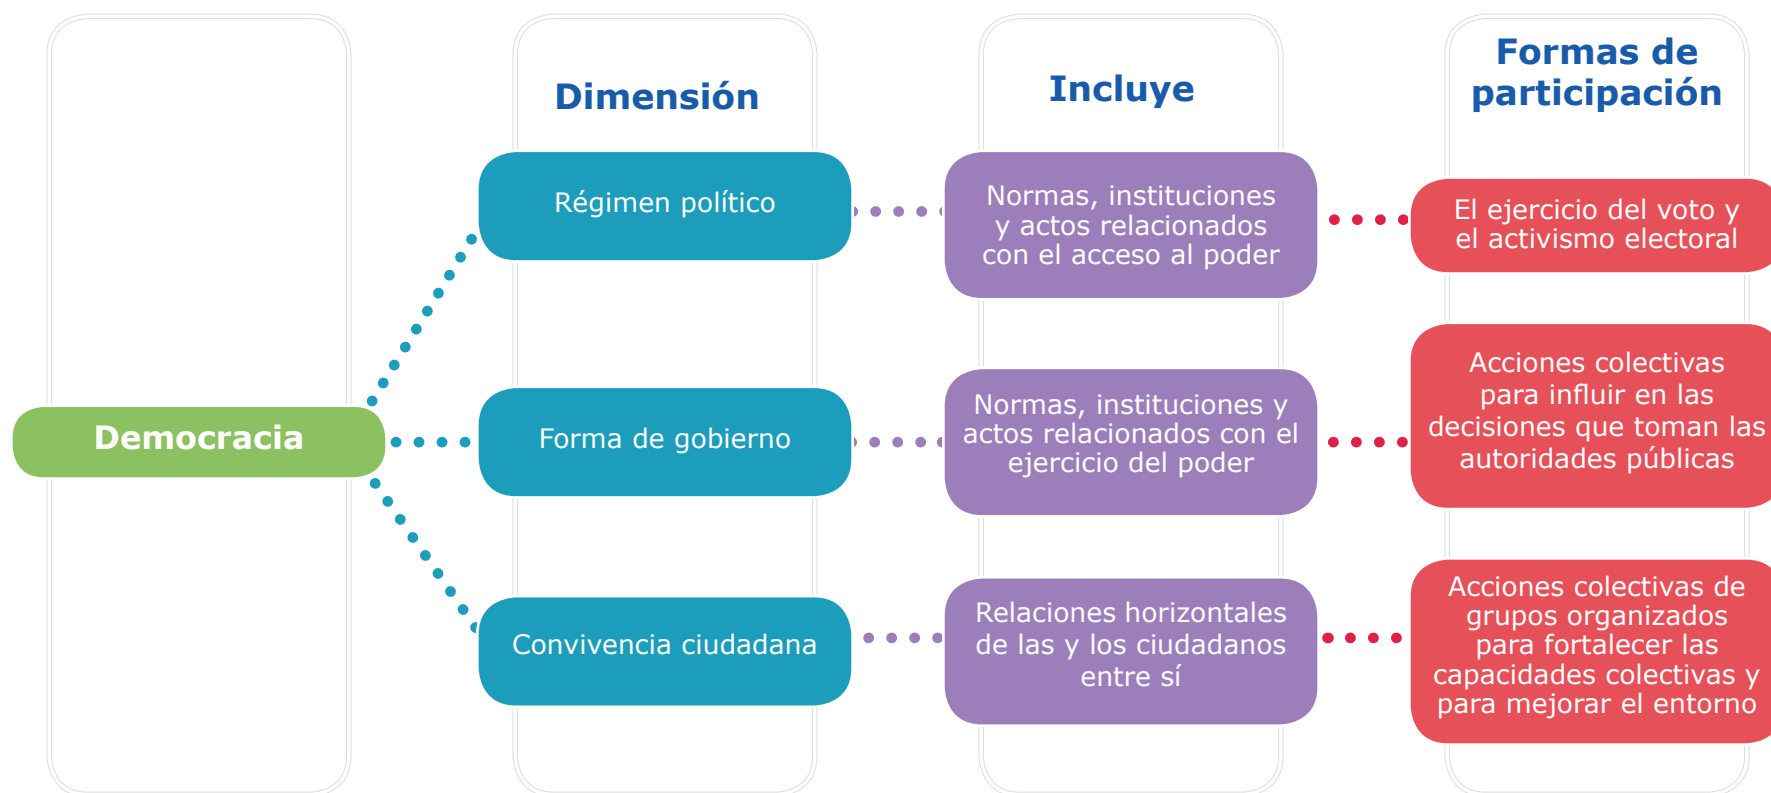 Dimensión
Incluye
Formas de
participación
Democracia
Régimen político
Normas, instituciones
y actos relacionados
con el acceso al poder
El ejercicio del voto y
el activismo electoral
Forma de gobierno
Normas, instituciones y
actos relacionados con el
ejercicio del poder
Acciones colectivas
para influir en las
decisiones que toman las
autoridades públicas
Convivencia ciudadana
Relaciones horizontales
de las y los ciudadanos
entre sí
Acciones colectivas de
grupos organizados
para fortalecer las
capacidades colectivas y
para mejorar el entorno